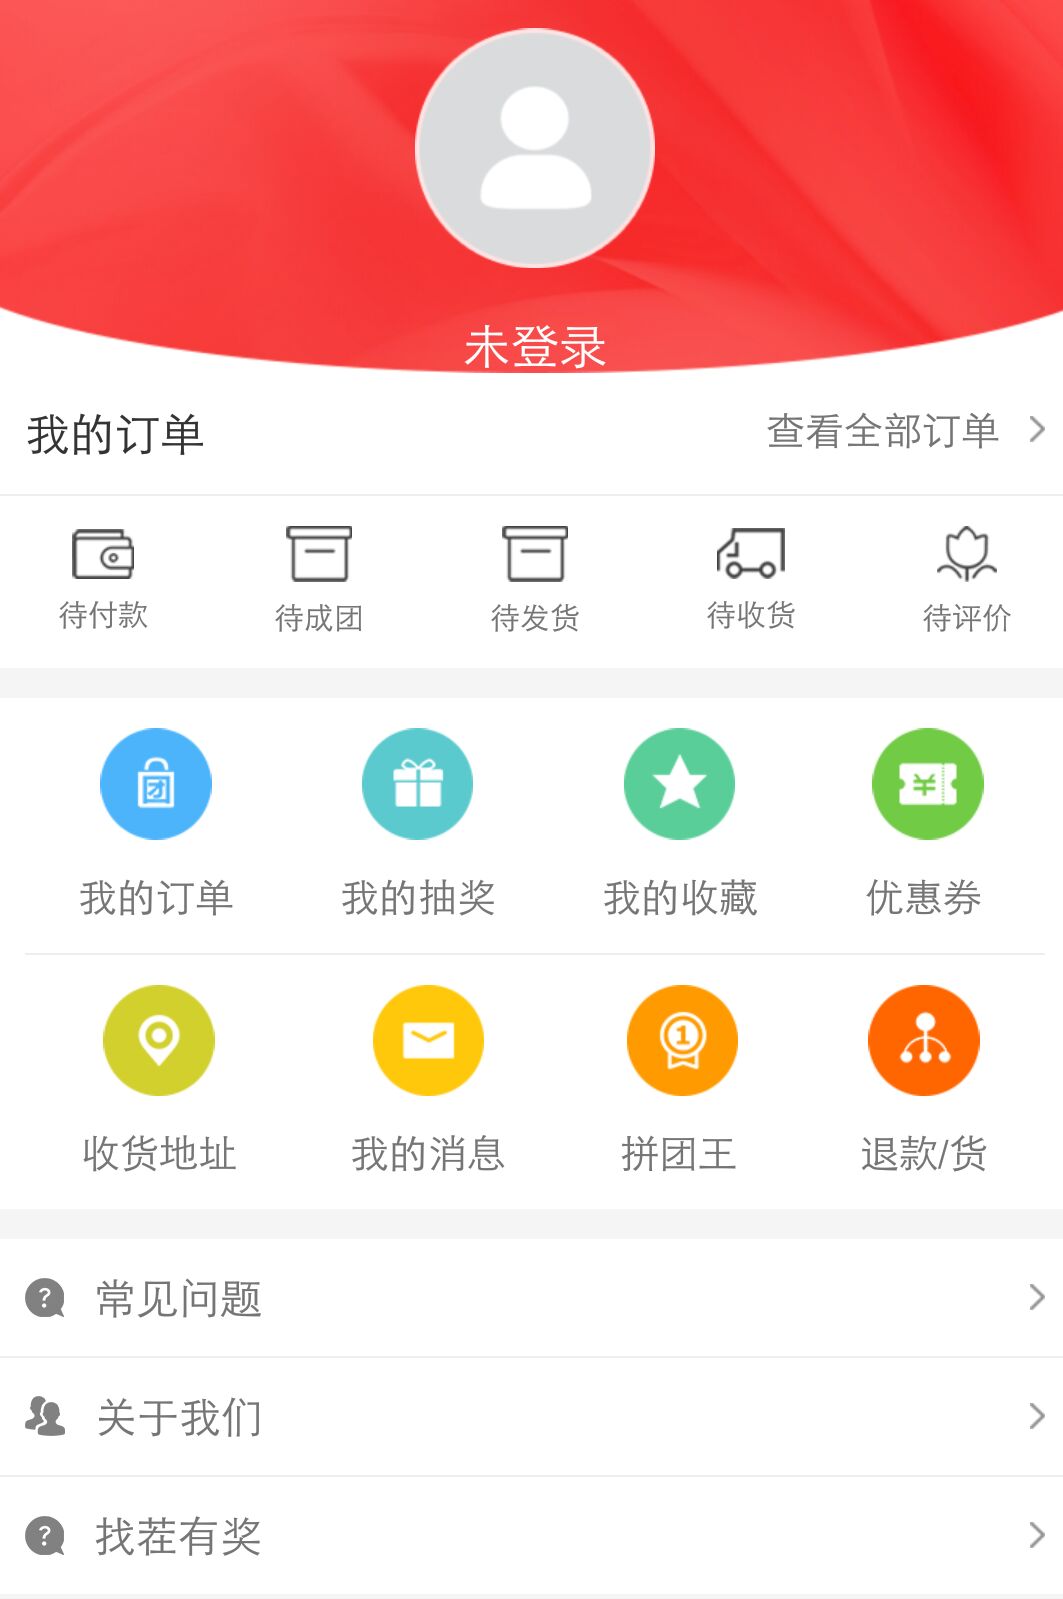 未登录
我的订单
查看全部订单
待付款
待成团
待发货
待收货
待评价
团
我的订单
我的抽奖
我的收藏
优惠券
1
收货地址
我的消息
拼团王
退款/货
? 常见问题
关于我们
? 找茬有奖